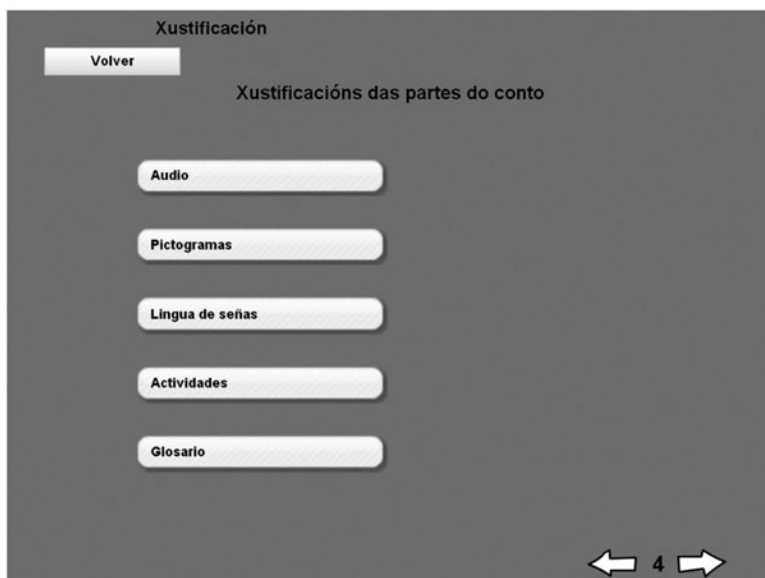 Xustificación
Volver
Xustificacións das partes do conto
Audio
Pictogramas
Lingua de señas
Actividades
Glosario
4